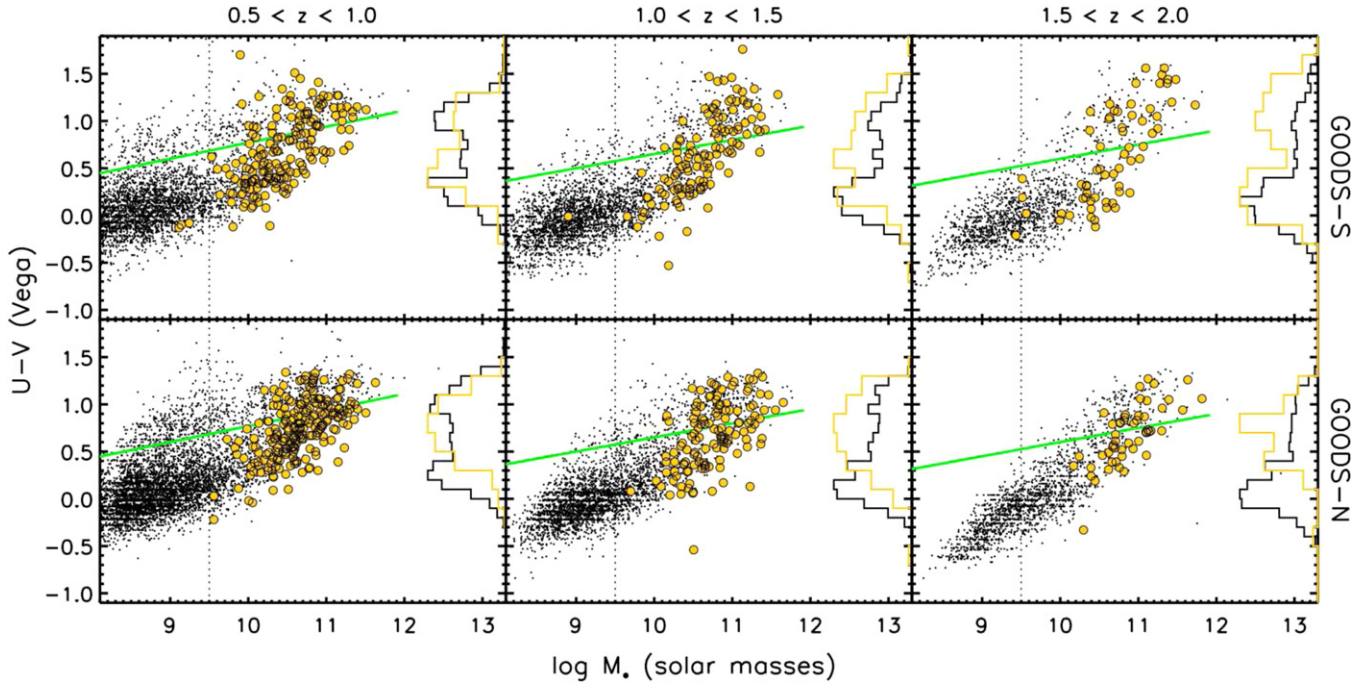 0.5 < z < 1.0 1.0 < z < 1.5 1.5 < z < 2.0
1.5
1.0
0.5
0.0
−0.5
−1.0
GOODS−S
U−V (Vega)
1.5
1.0
0.5
0.0
−0.5
−1.0
GOODS−N
9 10 11 12 13 9 10 11 12 13 9 10 11 12 13
log M. (solar masses)